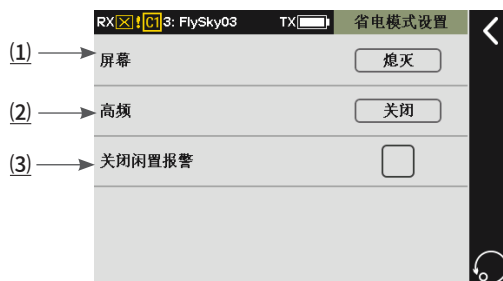 RX C1 3: FlySky03 TX 省电模式设置
(1) 屏幕 熄灭
(2) 高频 关闭
(3) 关闭闲置报警